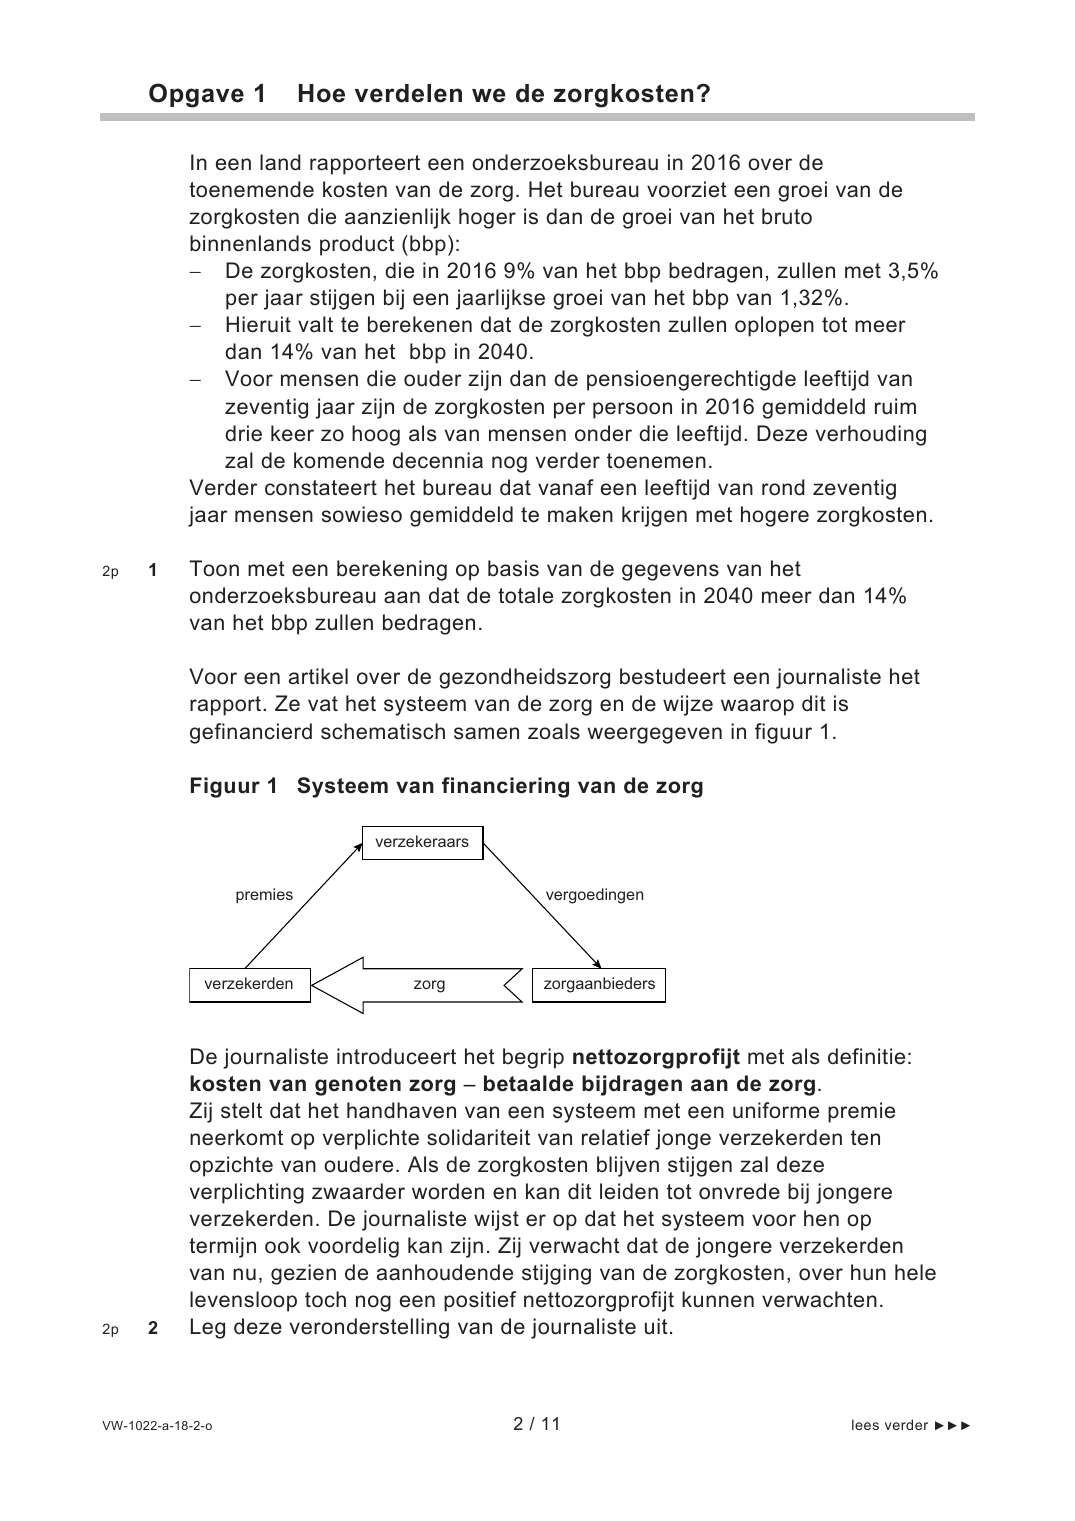 Opgave 1 Hoe verdelen we de zorgkosten?
In een land rapporteert een onderzoeksbureau in 2016 over de
toenemende kosten van de zorg. Het bureau voorziet een groei van de
zorgkosten die aanzienlijk hoger is dan de groei van het bruto
binnenlands product (bbp):
– De zorgkosten, die in 2016 9% van het bbp bedragen, zullen met 3,5%
per jaar stijgen bij een jaarlijkse groei van het bbp van 1,32%.
– Hieruit valt te berekenen dat de zorgkosten zullen oplopen tot meer
dan 14% van het bbp in 2040.
– Voor mensen die ouder zijn dan de pensioengerechtigde leeftijd van
zeventig jaar zijn de zorgkosten per persoon in 2016 gemiddeld ruim
drie keer zo hoog als van mensen onder die leeftijd. Deze verhouding
zal de komende decennia nog verder toenemen.
Verder constateert het bureau dat vanaf een leeftijd van rond zeventig
jaar mensen sowieso gemiddeld te maken krijgen met hogere zorgkosten.
2p 1 Toon met een berekening op basis van de gegevens van het
onderzoeksbureau aan dat de totale zorgkosten in 2040 meer dan 14%
van het bbp zullen bedragen.
Voor een artikel over de gezondheidszorg bestudeert een journaliste het
rapport. Ze vat het systeem van de zorg en de wijze waarop dit is
gefinancierd schematisch samen zoals weergegeven in figuur 1.
Figuur 1 Systeem van financiering van de zorg
verzekeraars
premies vergoedingen
verzekerden zorg zorgaanbieders
De journaliste introduceert het begrip nettozorgprofijt met als definitie:
kosten van genoten zorg – betaalde bijdragen aan de zorg.
Zij stelt dat het handhaven van een systeem met een uniforme premie
neerkomt op verplichte solidariteit van relatief jonge verzekerden ten
opzichte van oudere. Als de zorgkosten blijven stijgen zal deze
verplichting zwaarder worden en kan dit leiden tot onvrede bij jongere
verzekerden. De journaliste wijst er op dat het systeem voor hen op
termijn ook voordelig kan zijn. Zij verwacht dat de jongere verzekerden
van nu, gezien de aanhoudende stijging van de zorgkosten, over hun hele
levensloop toch nog een positief nettozorgprofijt kunnen verwachten.
2p 2 Leg deze veronderstelling van de journaliste uit.
VW-1022-a-18-2-o 2 / 11 lees verder ►►►